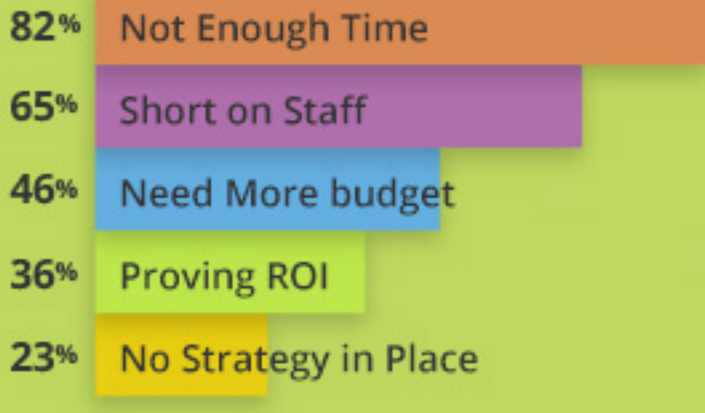 82% Not Enough Time
65% Short on Staff
46% Need More budget
36% Proving ROI
23% No Strategy in Place